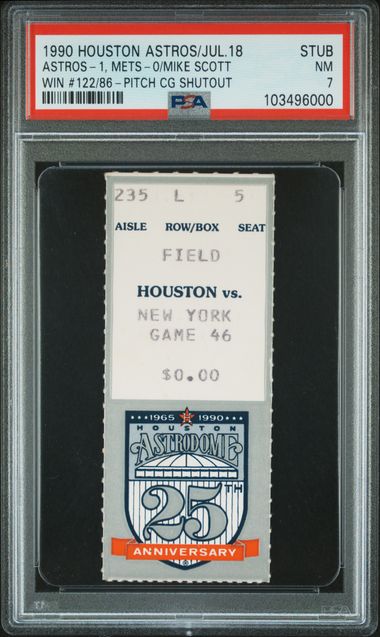 1990 HOUSTON ASTROS/JUL.18 STUB
ASTROS-1, METS-0/MIKE SCOTT NM
WIN #122/86-PITCH CG SHUTOUT 7
PSA 103496000
235 L 5
AISLE ROW/BOX SEAT
FIELD
HOUSTON vs.
NEW YORK
GAME 46
$0.00
1965 1990
HOUSTON
ASTRODOME
25TH
ANNIVERSARY